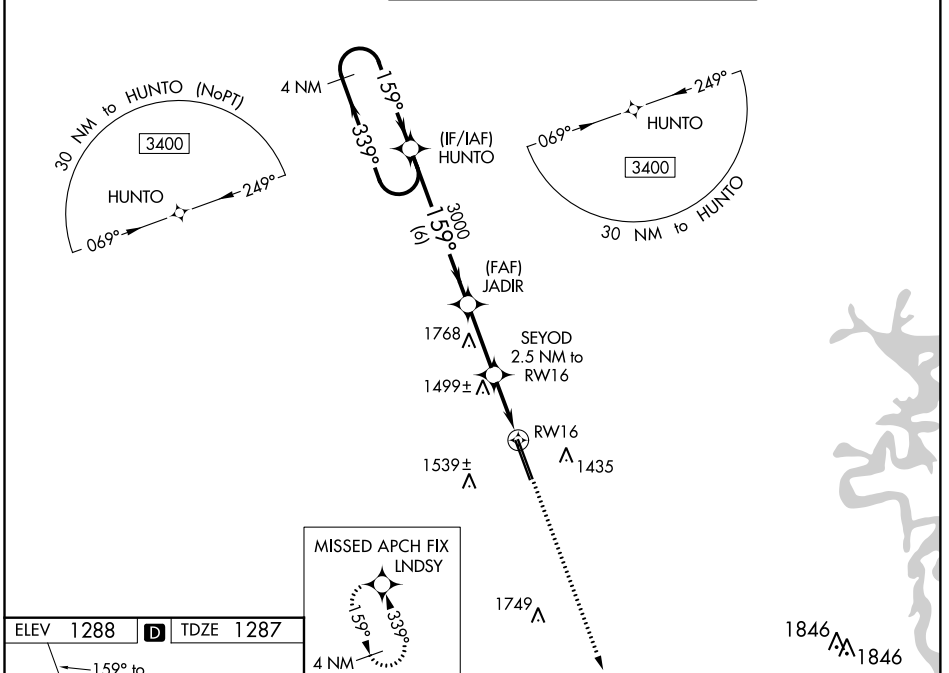 30 NM to HUNTO (NoPT)
3400
HUNTO
069°
249°
4 NM
159°
339°
(IF/IAF)
HUNTO
3000
159°
(6)
069°
249°
HUNTO
3400
30 NM to HUNTO
(FAF)
JADIR
1768
SEYOD
2.5 NM to
RW16
1499±
RW16
1539±
1435
MISSED APCH FIX
LNDSY
159°
339°
4 NM
1749
1846
1846
ELEV 1288 D TDZE 1287
159° to